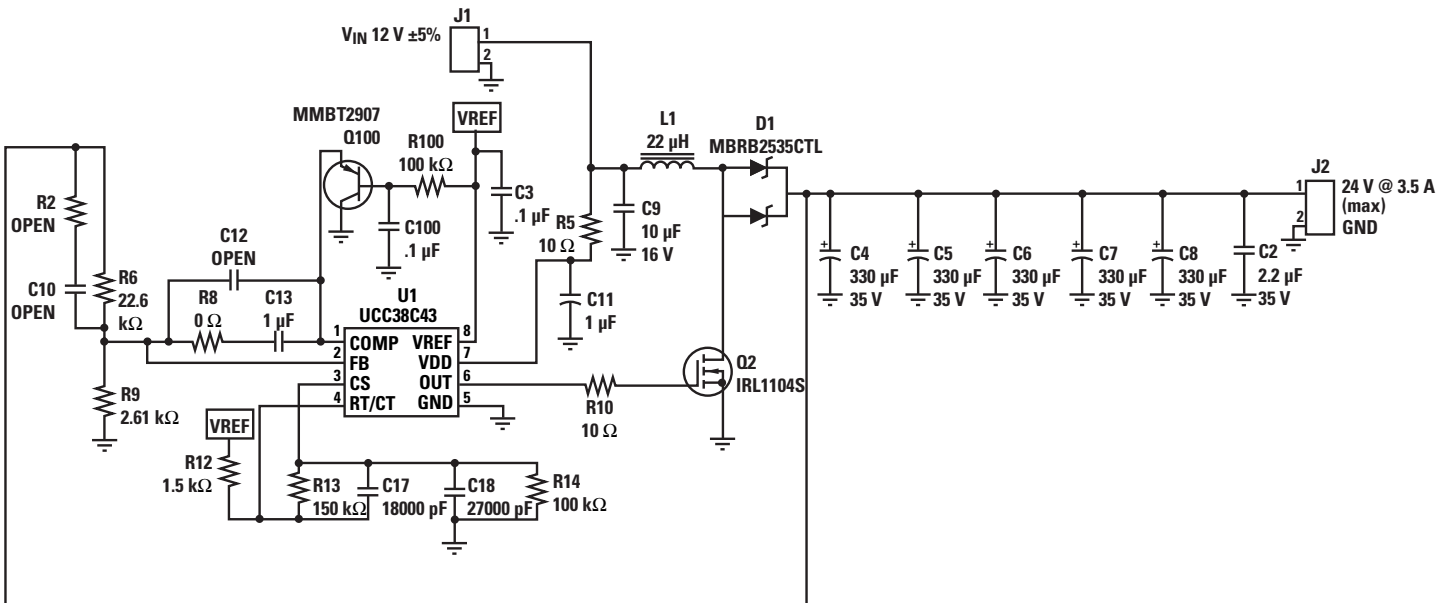 J1
V_IN 12 V ±5%
1
2
MMBT2907
Q100
VREF
R100
100 kΩ
C3
.1 µF
C100
.1 µF
L1
22 µH
D1
MBRB2535CTL
R5
10 Ω
C9
10 µF
16 V
C11
1 µF
J2
1
2
24 V @ 3.5 A
(max)
GND
C4
330 µF
35 V
C5
330 µF
35 V
C6
330 µF
35 V
C7
330 µF
35 V
C8
330 µF
35 V
C2
2.2 µF
35 V
+
+
+
+
+
R2
OPEN
C10
OPEN
R6
22.6
kΩ
C12
OPEN
R8
0 Ω
C13
1 µF
R9
2.61 kΩ
U1
UCC38C43
1 COMP VREF 8
2 FB VDD 7
3 CS OUT 6
4 RT/CT GND 5
Q2
IRL1104S
R10
10 Ω
VREF
R12
1.5 kΩ
R13
150 kΩ
C17
18000 pF
C18
27000 pF
R14
100 kΩ